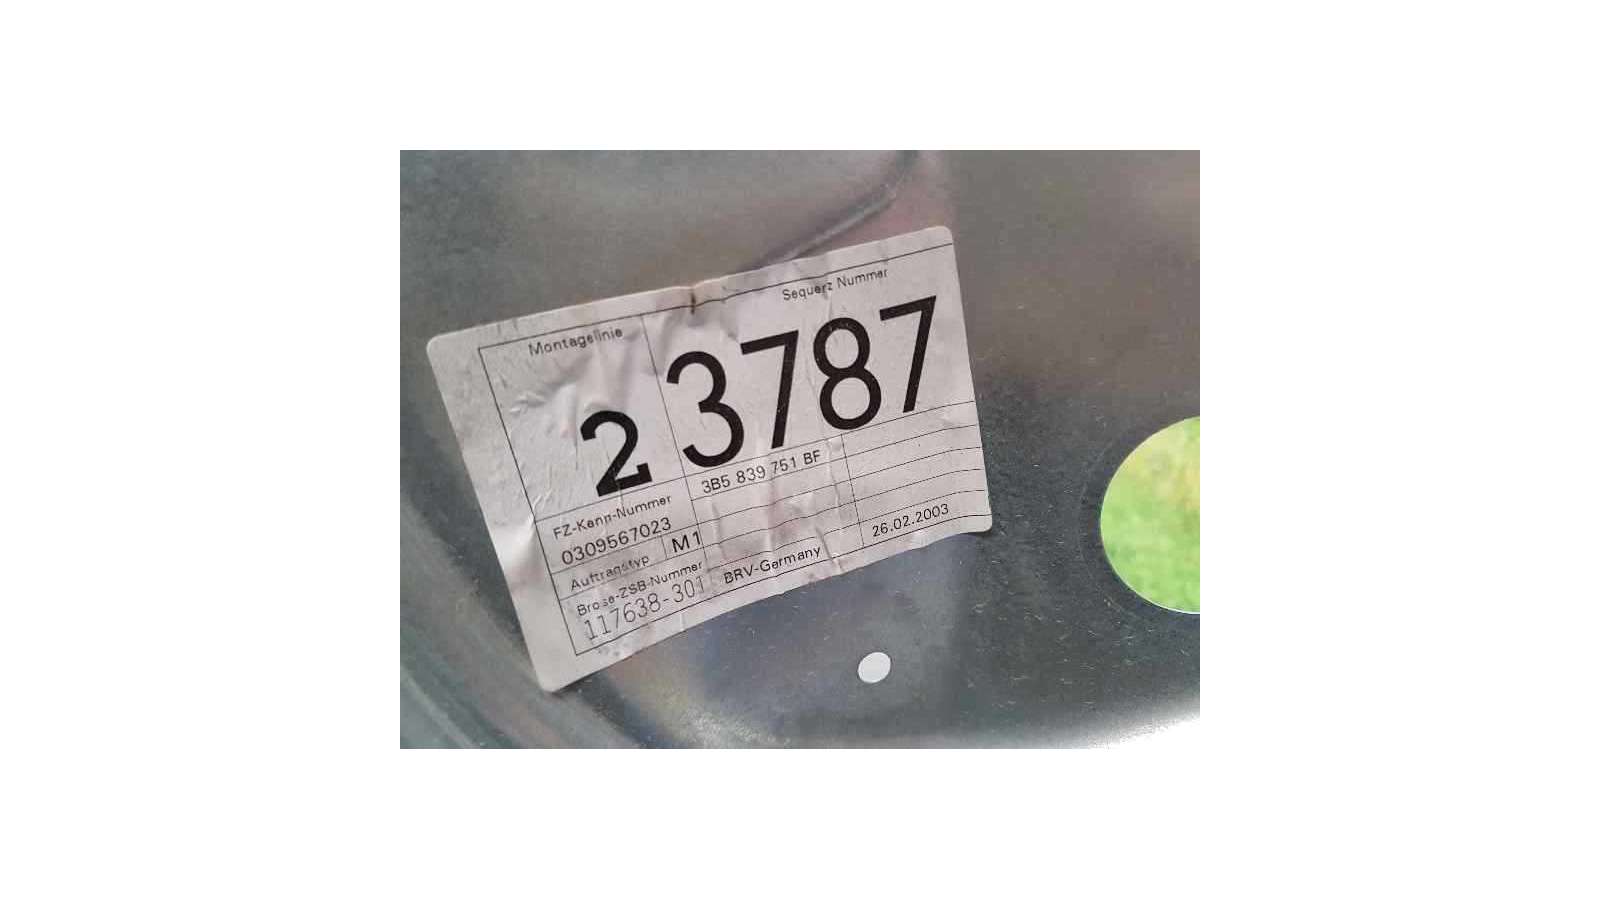 Montagelinie
Sequenz Nummer
2
3787
FZ-Kenn-Nummer
0309567023
3B5 839 751 BF
Auftragstyp
M1
Brose-ZSB-Nummer
117638-301
BRV-Germany
26.02.2003